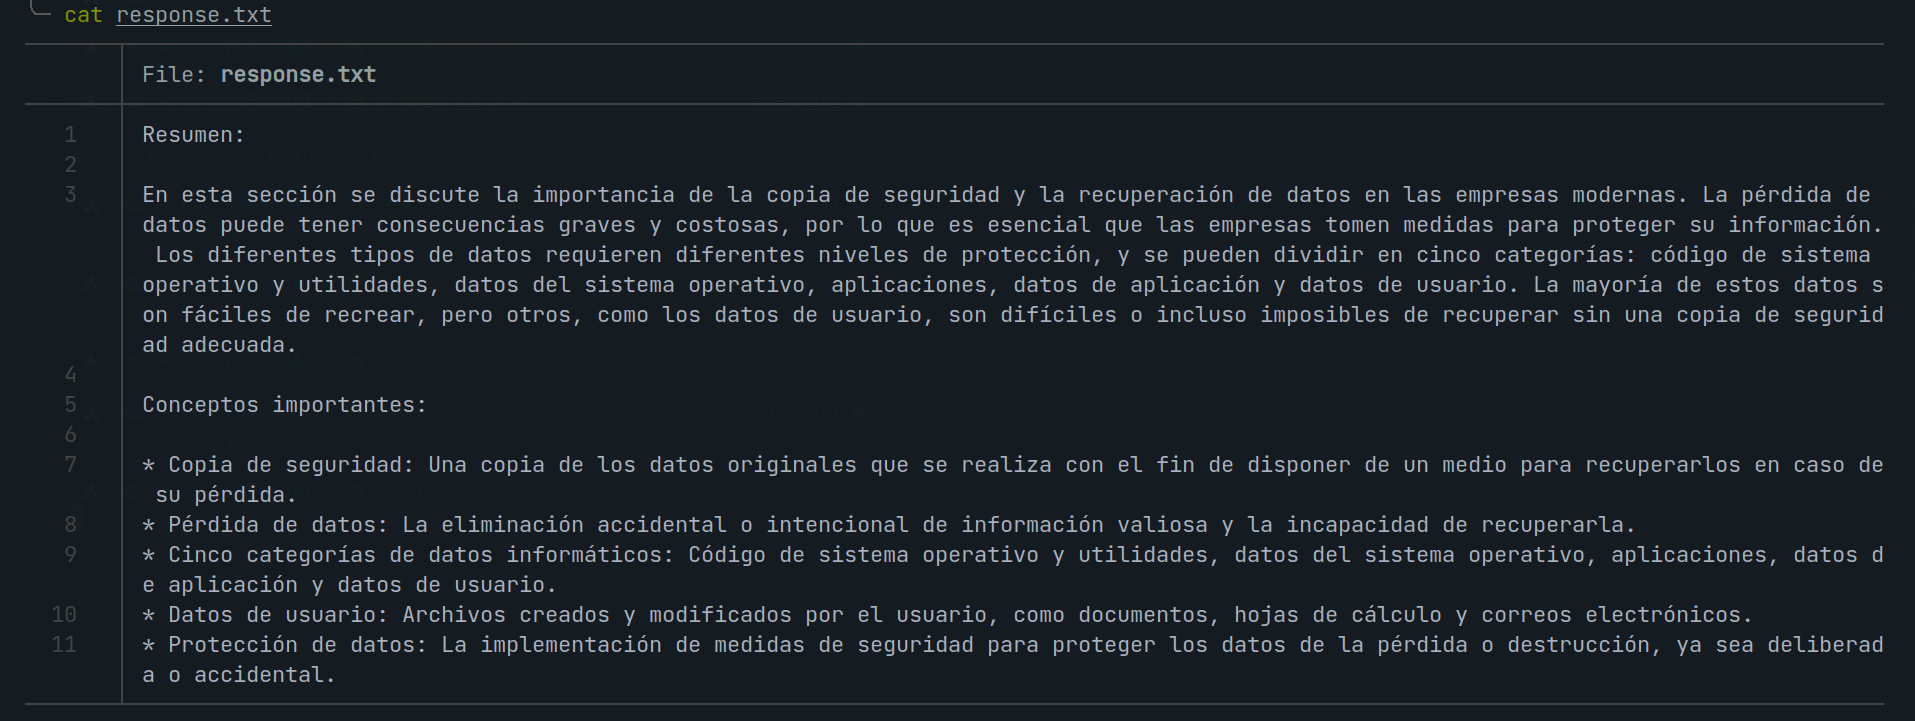 cat response.txt
File: response.txt
1 Resumen:
2
3 En esta sección se discute la importancia de la copia de seguridad y la recuperación de datos en las empresas modernas. La pérdida de
datos puede tener consecuencias graves y costosas, por lo que es esencial que las empresas tomen medidas para proteger su información.
Los diferentes tipos de datos requieren diferentes niveles de protección, y se pueden dividir en cinco categorías: código de sistema
operativo y utilidades, datos del sistema operativo, aplicaciones, datos de aplicación y datos de usuario. La mayoría de estos datos s
on fáciles de recrear, pero otros, como los datos de usuario, son difíciles o incluso imposibles de recuperar sin una copia de segurid
ad adecuada.
4
5 Conceptos importantes:
6
7 * Copia de seguridad: Una copia de los datos originales que se realiza con el fin de disponer de un medio para recuperarlos en caso de
su pérdida.
8 * Pérdida de datos: La eliminación accidental o intencional de información valiosa y la incapacidad de recuperarla.
9 * Cinco categorías de datos informáticos: Código de sistema operativo y utilidades, datos del sistema operativo, aplicaciones, datos d
e aplicación y datos de usuario.
10 * Datos de usuario: Archivos creados y modificados por el usuario, como documentos, hojas de cálculo y correos electrónicos.
11 * Protección de datos: La implementación de medidas de seguridad para proteger los datos de la pérdida o destrucción, ya sea deliberad
a o accidental.